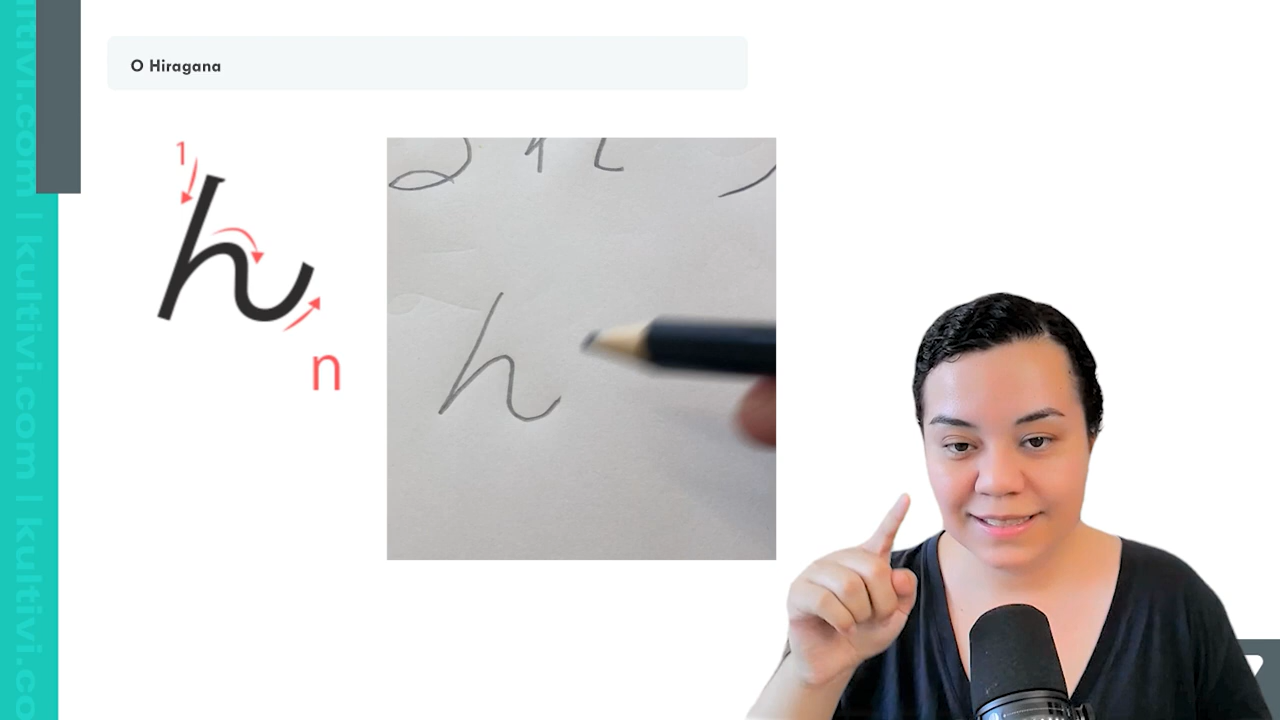 O Hiragana
1
ん
n
ん
kultivi.com | kultivi.com | kultivi.co